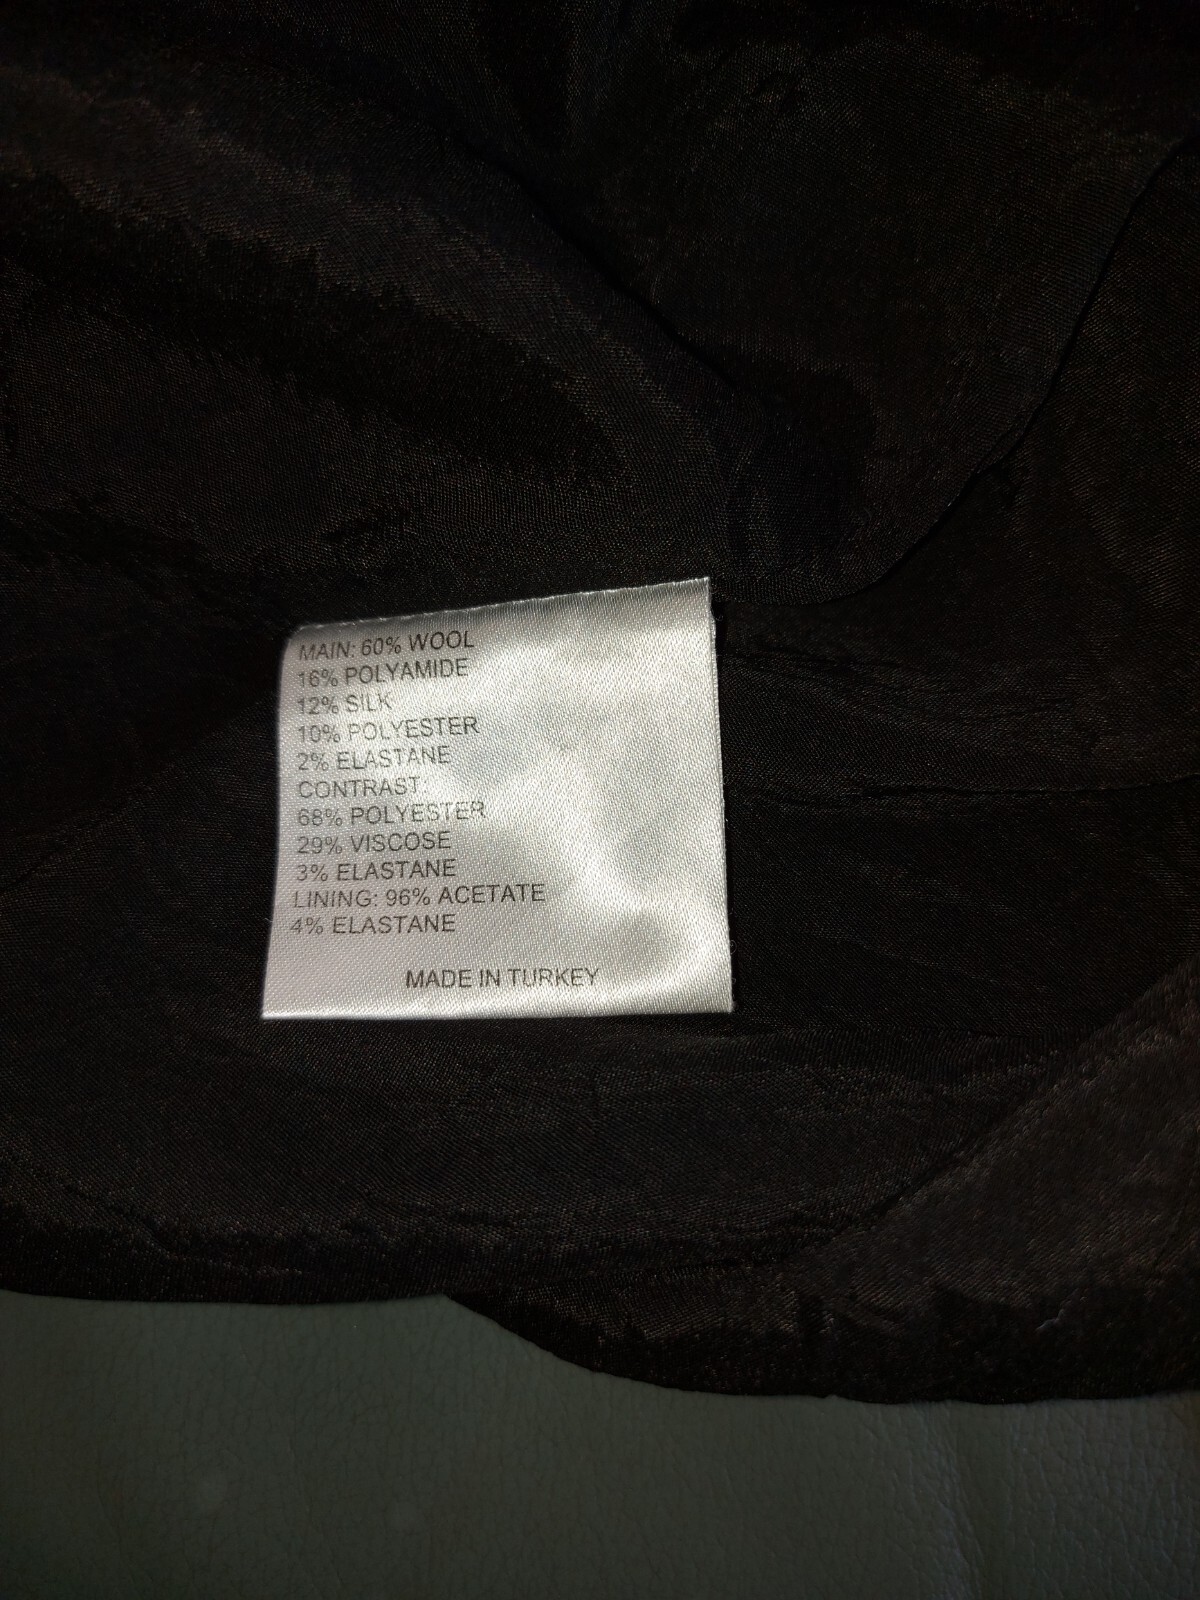 MAIN: 60% WOOL
16% POLYAMIDE
12% SILK
10% POLYESTER
2% ELASTANE
CONTRAST:
68% POLYESTER
29% VISCOSE
3% ELASTANE
LINING: 96% ACETATE
4% ELASTANE
MADE IN TURKEY